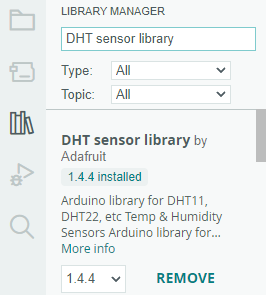 LIBRARY MANAGER
DHT sensor library
Type: All
Topic: All
DHT sensor library by
Adafruit
1.4.4 installed
Arduino library for DHT11,
DHT22, etc Temp & Humidity
Sensors Arduino library for...
More info
1.4.4 REMOVE